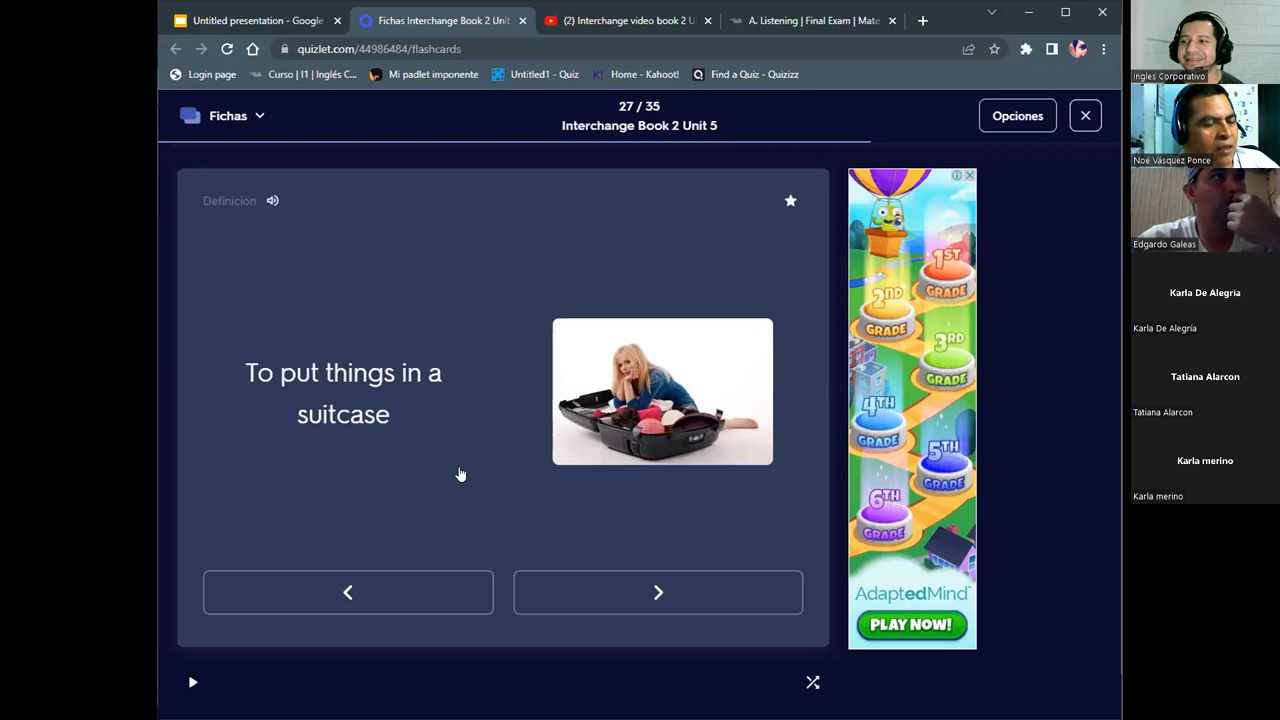 Untitled presentation - Google
Fichas Interchange Book 2 Unit
(2) Interchange video book 2 U
A. Listening | Final Exam | Mate
quizlet.com/44986484/flashcards
Login page
Curso | I1 | Inglés C...
Mi padlet imponente
Untitled1 - Quiz
Home - Kahoot!
Find a Quiz - Quizizz
Fichas
27 / 35
Interchange Book 2 Unit 5
Opciones
Definicion
To put things in a
suitcase
1ST
GRADE
2ND
GRADE
3RD
GRADE
4TH
GRADE
5TH
GRADE
6TH
GRADE
AdaptedMind
PLAY NOW!
Ingles Corporativo
Noé Vásquez Ponce
Edgardo Galeas
Karla De Alegría
Karla De Alegría
Tatiana Alarcon
Tatiana Alarcon
Karla merino
Karla merino